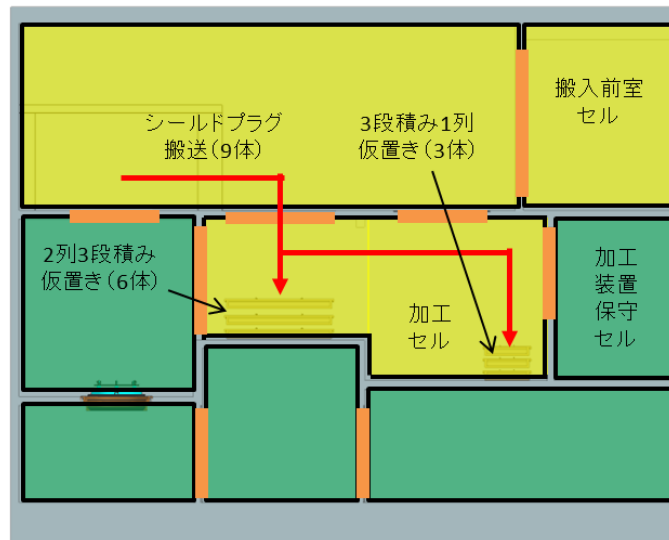 シールドプラグ
搬送(9体)
3段積み1列
仮置き(3体)
搬入前室
セル
2列3段積み
仮置き(6体)
加工
セル
加工
装置
保守
セル